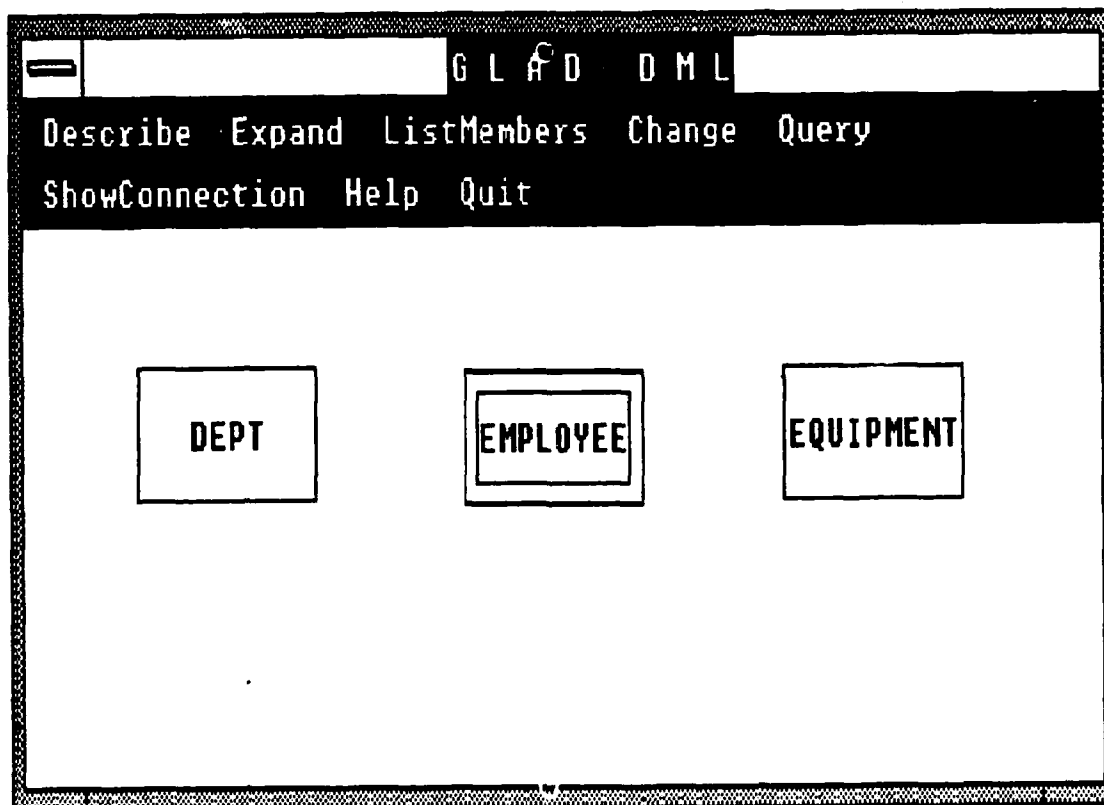 G L A D D M L
Describe Expand ListMembers Change Query
ShowConnection Help Quit
DEPT EMPLOYEE EQUIPMENT